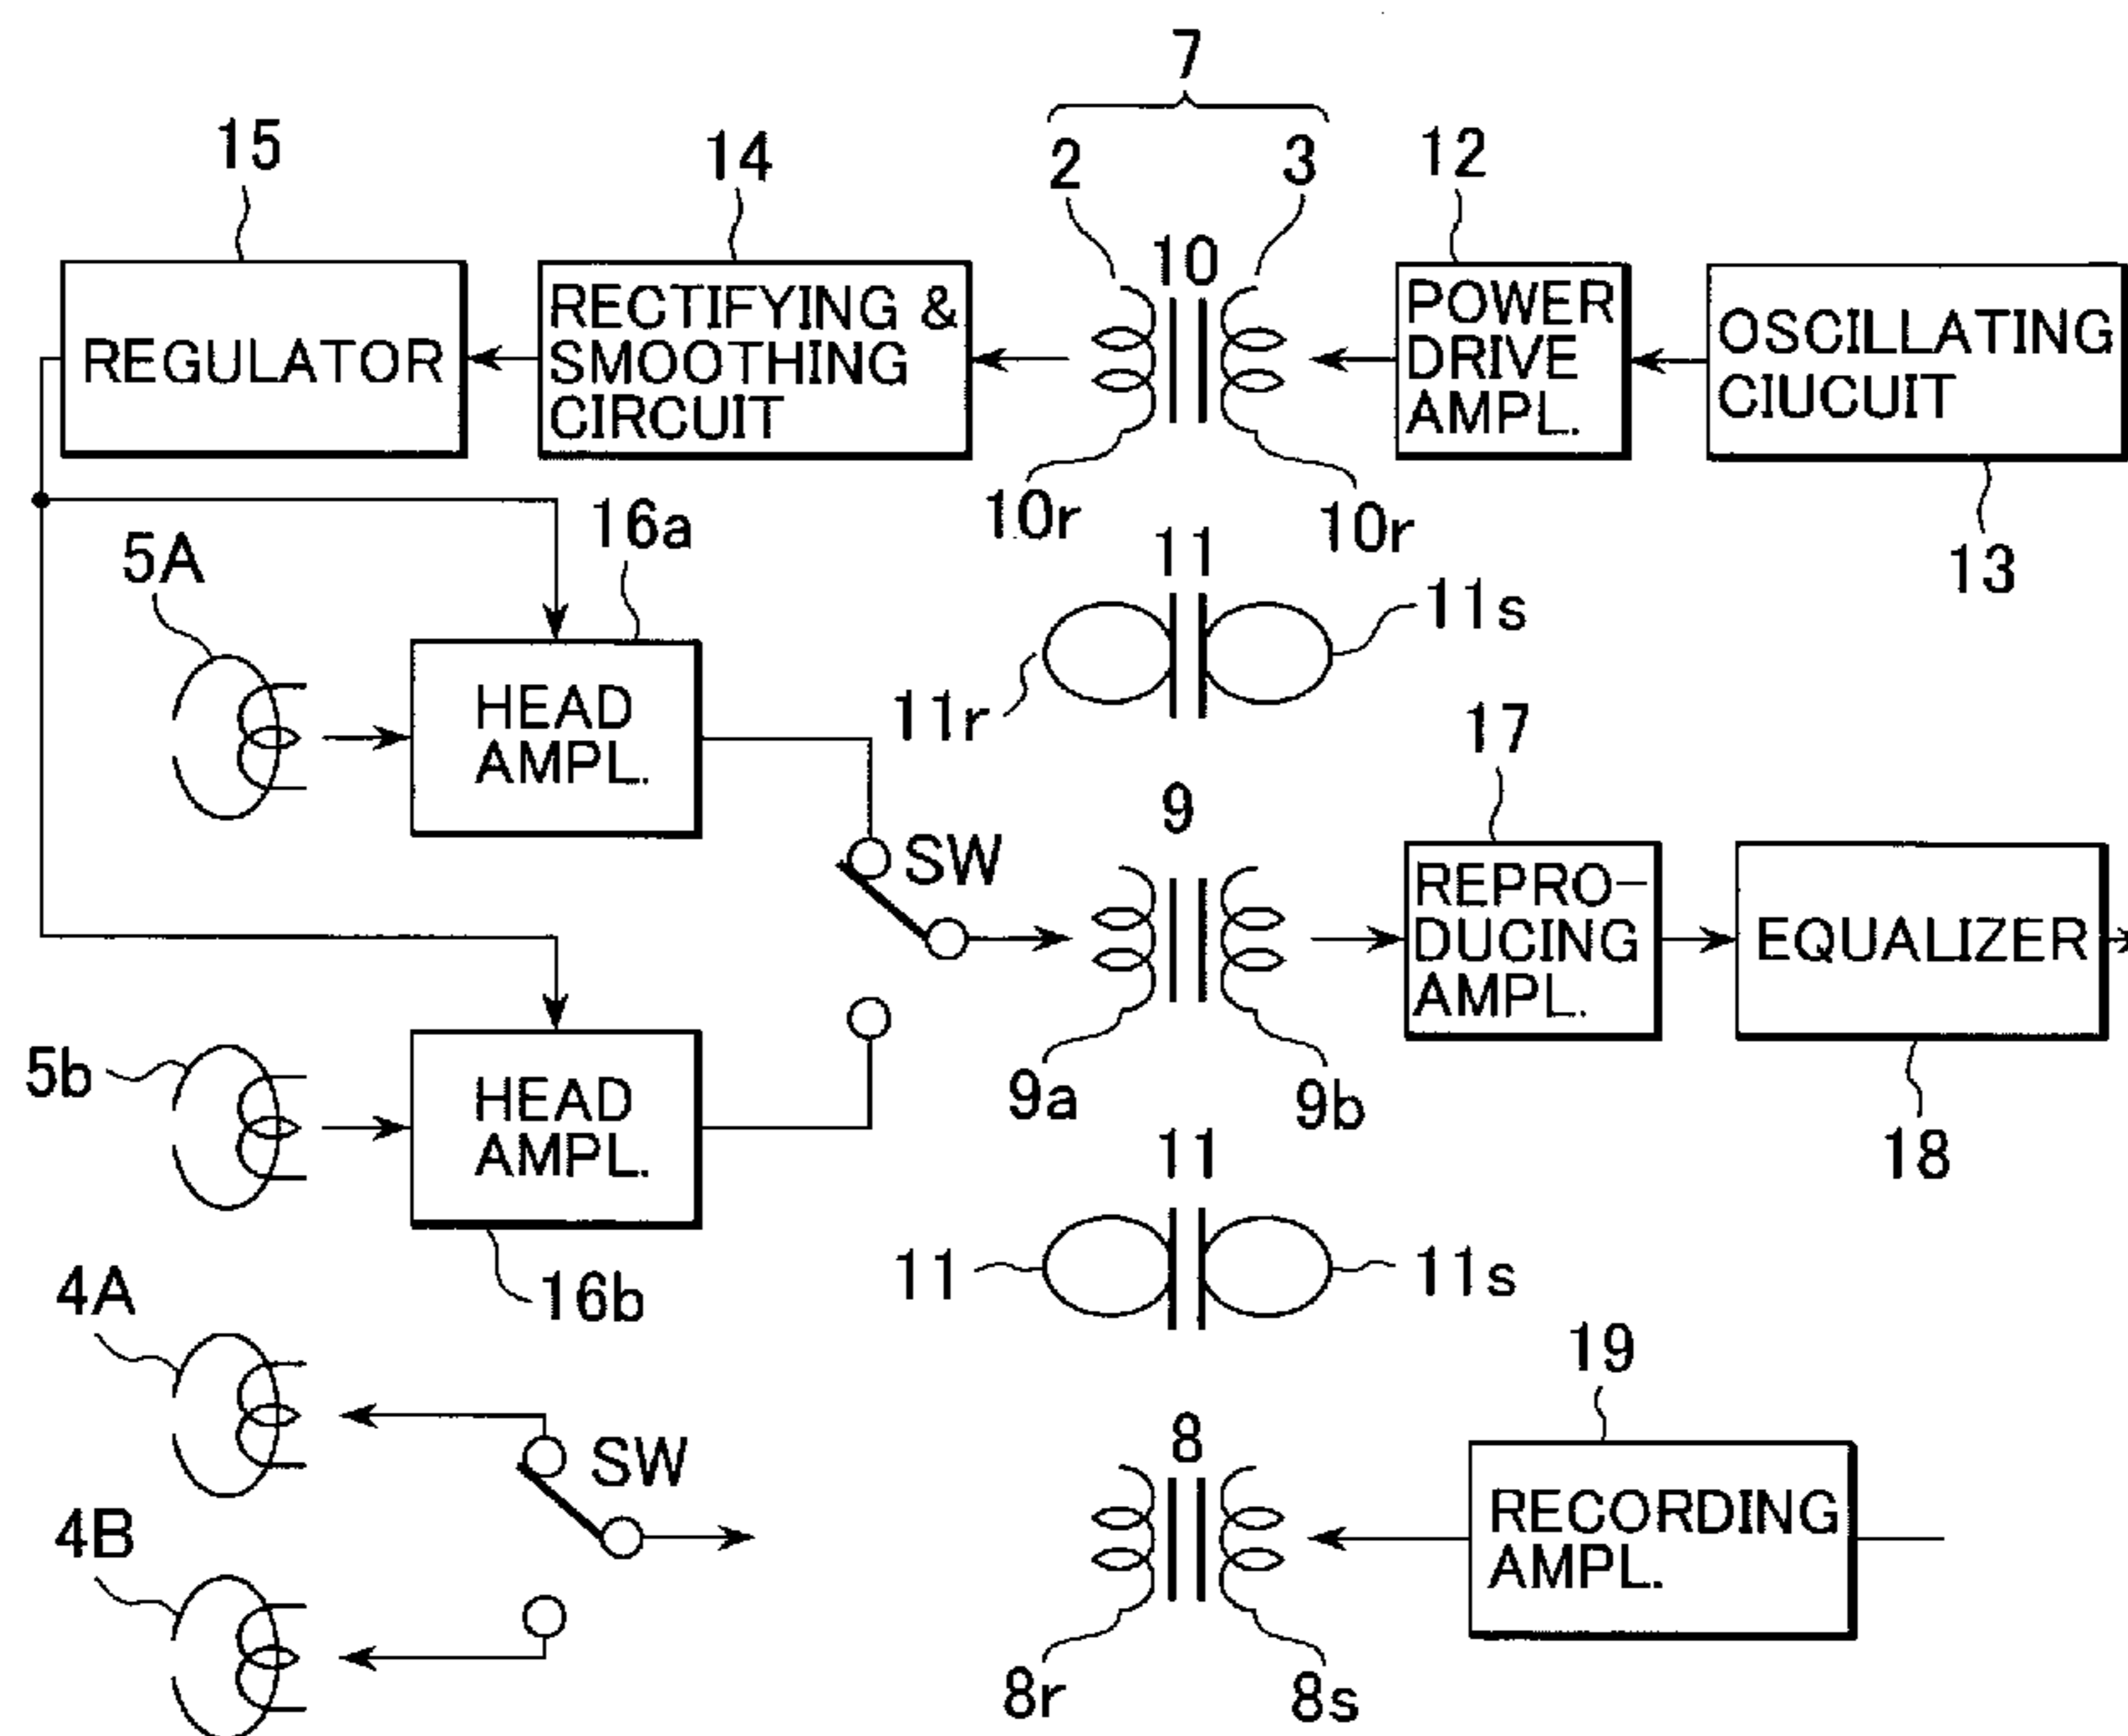 7
2
3
15
14
10
12
REGULATOR
RECTIFYING &
SMOOTHING
CIRCUIT
POWER
DRIVE
AMPL.
OSCILLATING
CIUCUIT
10r
10r
13
5A
16a
11
11s
11r
HEAD
AMPL.
SW
9
17
REPRO-
DUCING
AMPL.
EQUALIZER
9a
9b
18
5b
HEAD
AMPL.
16b
11
11
11s
4A
SW
8
19
RECORDING
AMPL.
4B
8r
8s